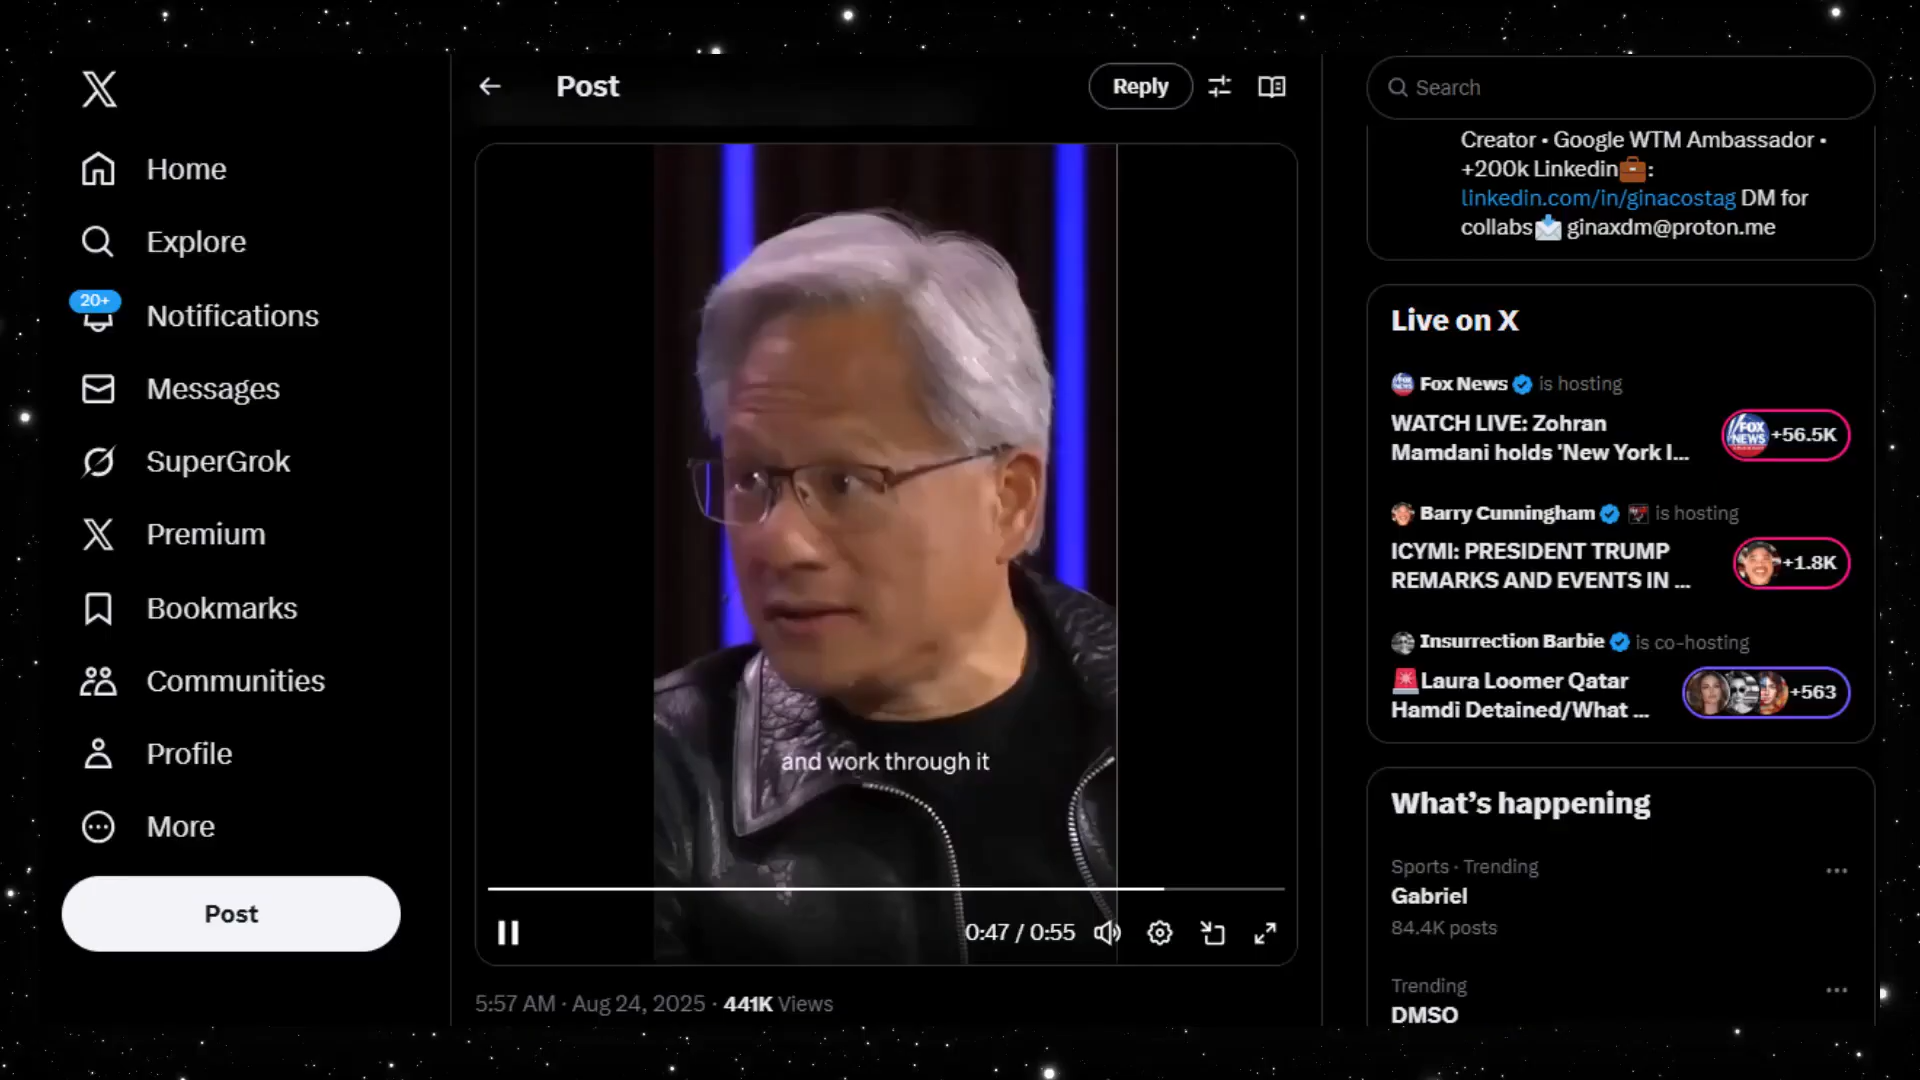 Home
Explore
20+
Notifications
Messages
SuperGrok
Premium
Bookmarks
Communities
Profile
More
Post
Post
Reply
and work through it
0:47 / 0:55
5:57 AM · Aug 24, 2025 · 441K Views
Search
Creator • Google WTM Ambassador •
+200k Linkedin💼:
linkedin.com/in/ginacostag DM for
collabs📩 ginaxdm@proton.me
Live on X
Fox News is hosting
WATCH LIVE: Zohran
Mamdani holds 'New York I...
FOX
NEWS
+56.5K
Barry Cunningham is hosting
ICYMI: PRESIDENT TRUMP
REMARKS AND EVENTS IN ...
+1.8K
Insurrection Barbie is co-hosting
🚨Laura Loomer Qatar
Hamdi Detained/What ...
+563
What's happening
Sports · Trending
Gabriel
84.4K posts
Trending
DMSO